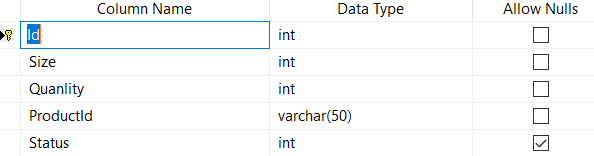 Column Name Data Type Allow Nulls
Id int
Size int
Quanlity int
ProductId varchar(50)
Status int